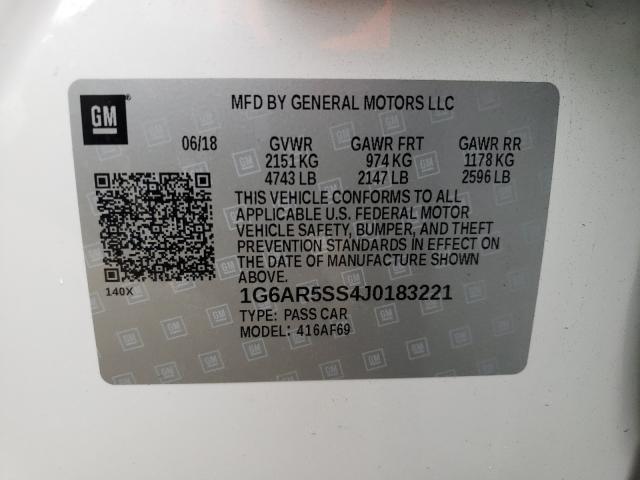 GM
MFD BY GENERAL MOTORS LLC
06/18 GVWR GAWR FRT GAWR RR
2151 KG 974 KG 1178 KG
4743 LB 2147 LB 2596 LB
THIS VEHICLE CONFORMS TO ALL
APPLICABLE U.S. FEDERAL MOTOR
VEHICLE SAFETY, BUMPER, AND THEFT
PREVENTION STANDARDS IN EFFECT ON
THE DATE OF MANUFACTURE SHOWN
ABOVE.
140X
1G6AR5SS4J0183221
TYPE: PASS CAR
MODEL: 416AF69